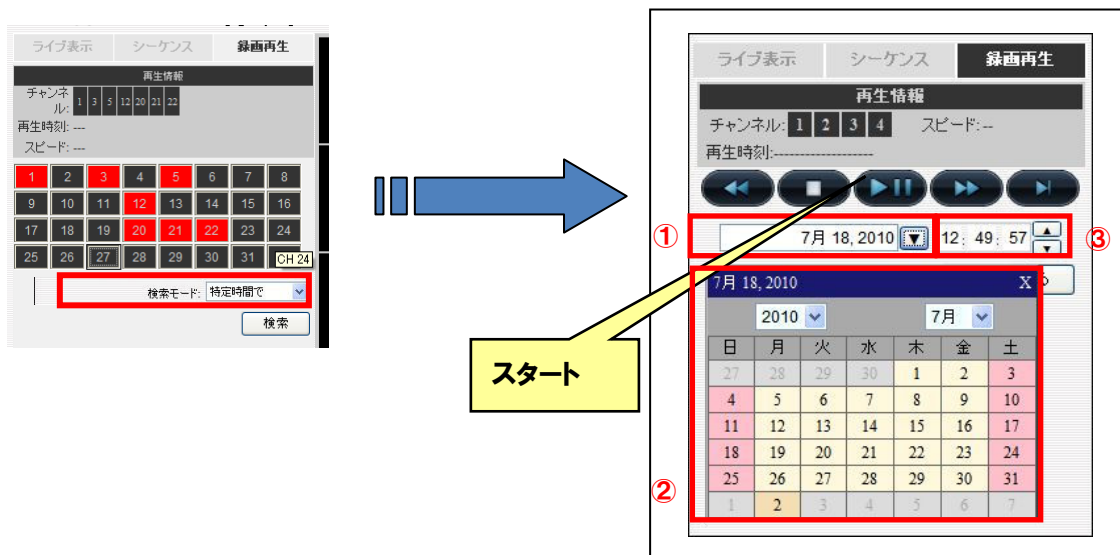 ライブ表示 シーケンス 録画再生
再生情報
チャンネル: 1 3 5 12 20 21 22
再生時刻: ---
スピード: ---
1 2 3 4 5 6 7 8
9 10 11 12 13 14 15 16
17 18 19 20 21 22 23 24
25 26 27 28 29 30 31
CH 24
検索モード: 特定時間で
検索
スタート
ライブ表示 シーケンス 録画再生
再生情報
チャンネル: 1 2 3 4 スピード:--
再生時刻:-------------------
① 7月 18, 2010 12: 49: 57 ③
7月 18, 2010 X
2010 7月
日 月 火 水 木 金 土
27 28 29 30 1 2 3
4 5 6 7 8 9 10
11 12 13 14 15 16 17
18 19 20 21 22 23 24
25 26 27 28 29 30 31
② 1 2 3 4 5 6 7